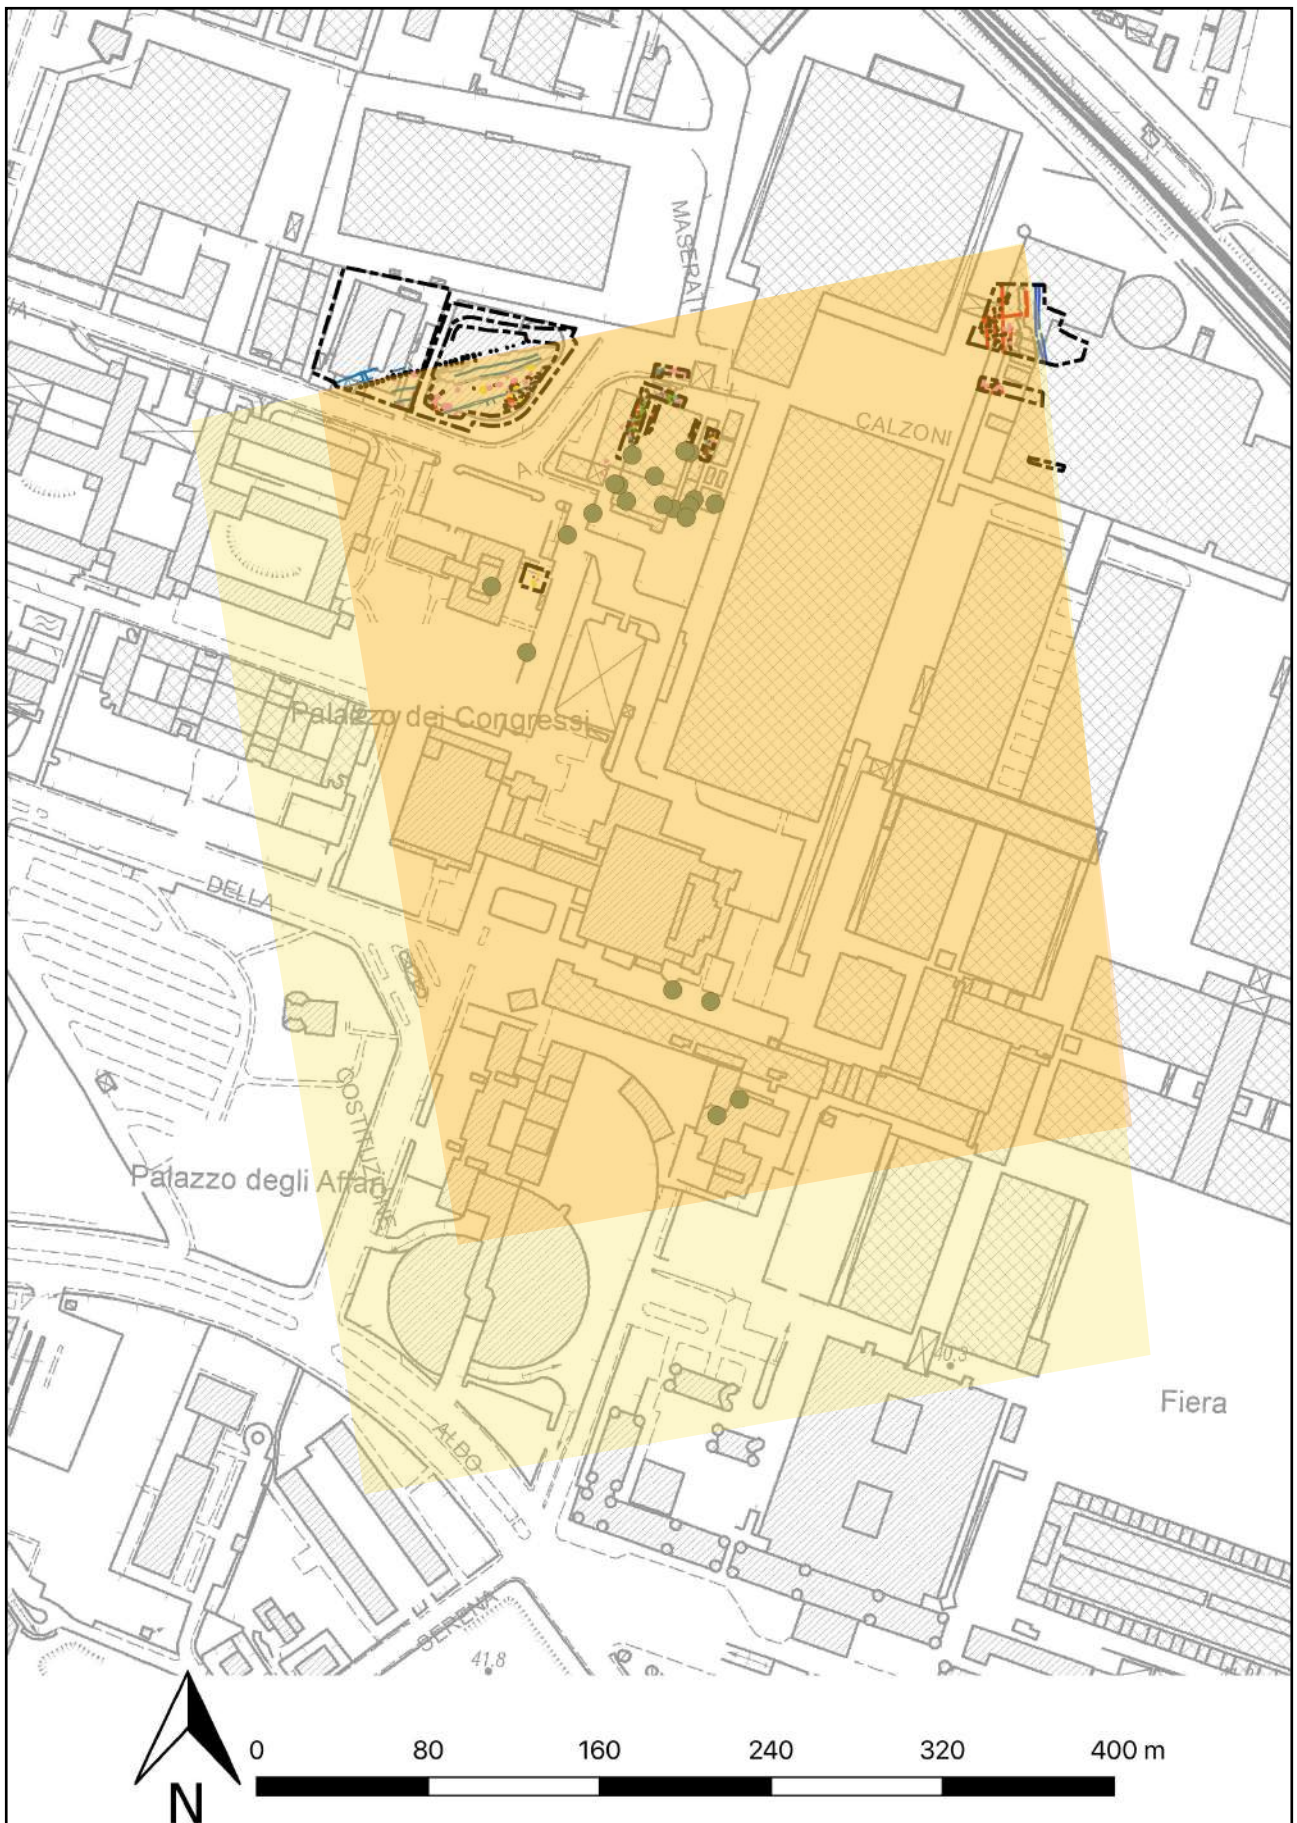 MASERATI
VIA
CALZONI
A.
Palazzo dei Congressi
DELLA
COSTITUZIONE
Palazzo degli Affari
40.3
Fiera
ALDO
SERENA
41.8
0 80 160 240 320 400 m
N